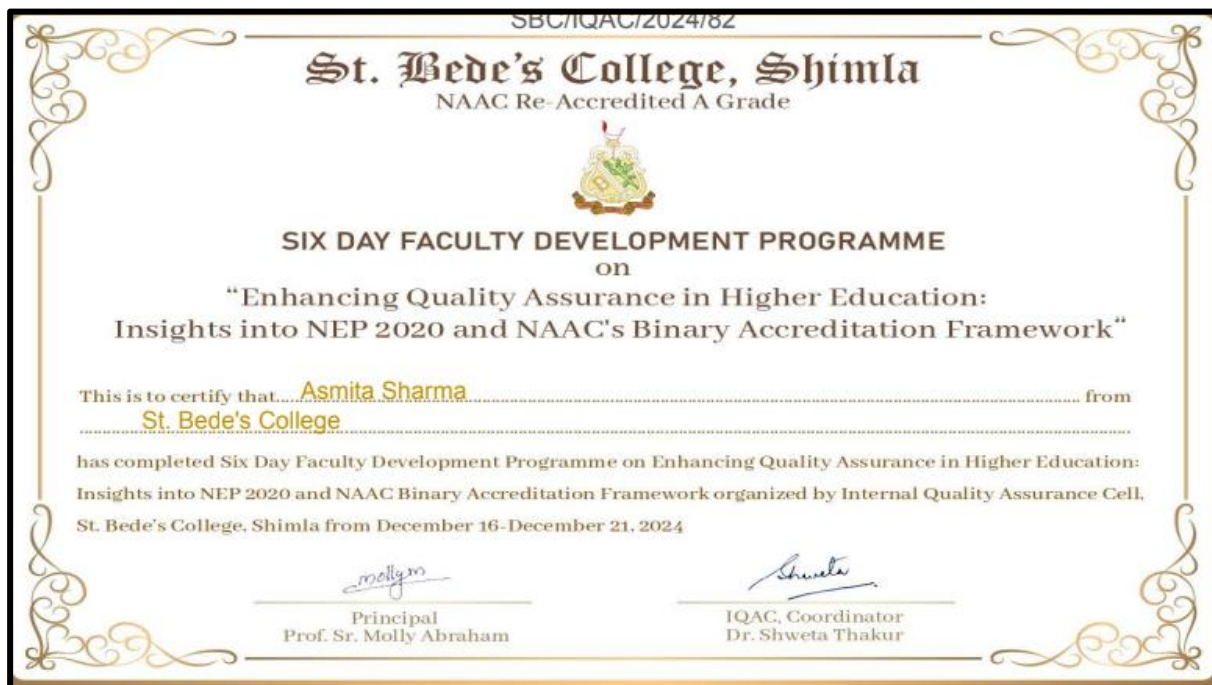 SBC/IQAC/2024/82
St. Bede's College, Shimla
NAAC Re-Accredited A Grade
SIX DAY FACULTY DEVELOPMENT PROGRAMME
on
“Enhancing Quality Assurance in Higher Education:
Insights into NEP 2020 and NAAC's Binary Accreditation Framework“
This is to certify that.... Asmita Sharma .... from
St. Bede's College
has completed Six Day Faculty Development Programme on Enhancing Quality Assurance in Higher Education:
Insights into NEP 2020 and NAAC Binary Accreditation Framework organized by Internal Quality Assurance Cell,
St. Bede's College, Shimla from December 16-December 21, 2024
mollym Shweta
Principal IQAC, Coordinator
Prof. Sr. Molly Abraham Dr. Shweta Thakur